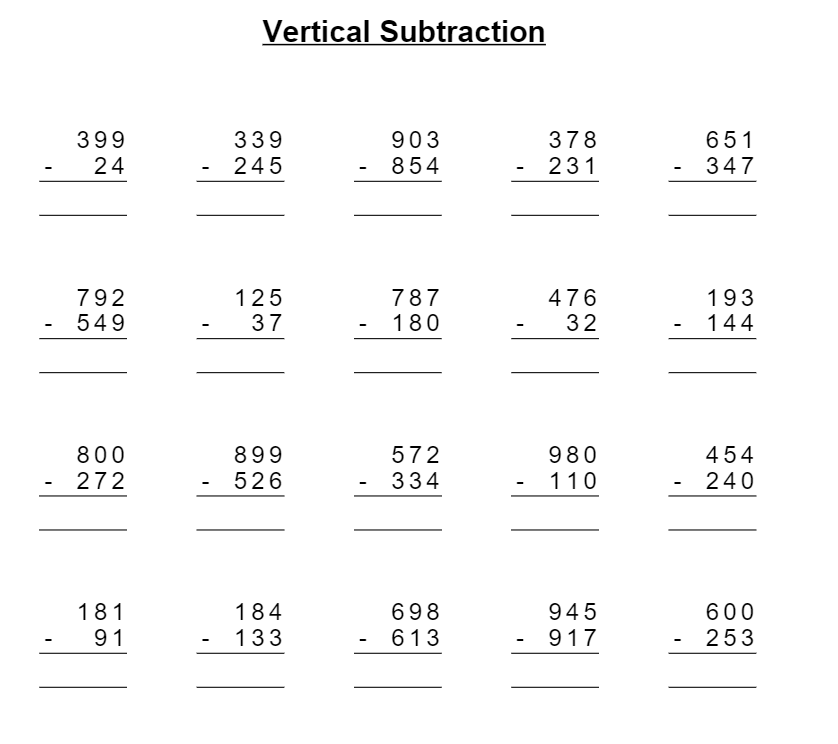 Vertical Subtraction
399 339 903 378 651
- 24 - 245 - 854 - 231 - 347
792 125 787 476 193
- 549 - 37 - 180 - 32 - 144
800 899 572 980 454
- 272 - 526 - 334 - 110 - 240
181 184 698 945 600
- 91 - 133 - 613 - 917 - 253